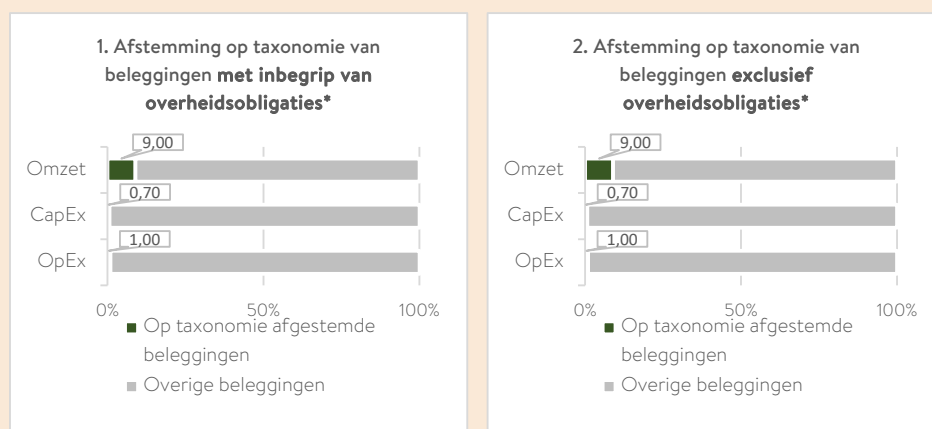 1. Afstemming op taxonomie van
beleggingen met inbegrip van
overheidsobligaties*
9,00
Omzet
0,70
CapEx
1,00
OpEx
0%
50%
100%
Op taxonomie afgestemde
beleggingen
Overige beleggingen
2. Afstemming op taxonomie van
beleggingen exclusief
overheidsobligaties*
9,00
Omzet
0,70
CapEx
1,00
OpEx
0%
50%
100%
Op taxonomie afgestemde
beleggingen
Overige beleggingen